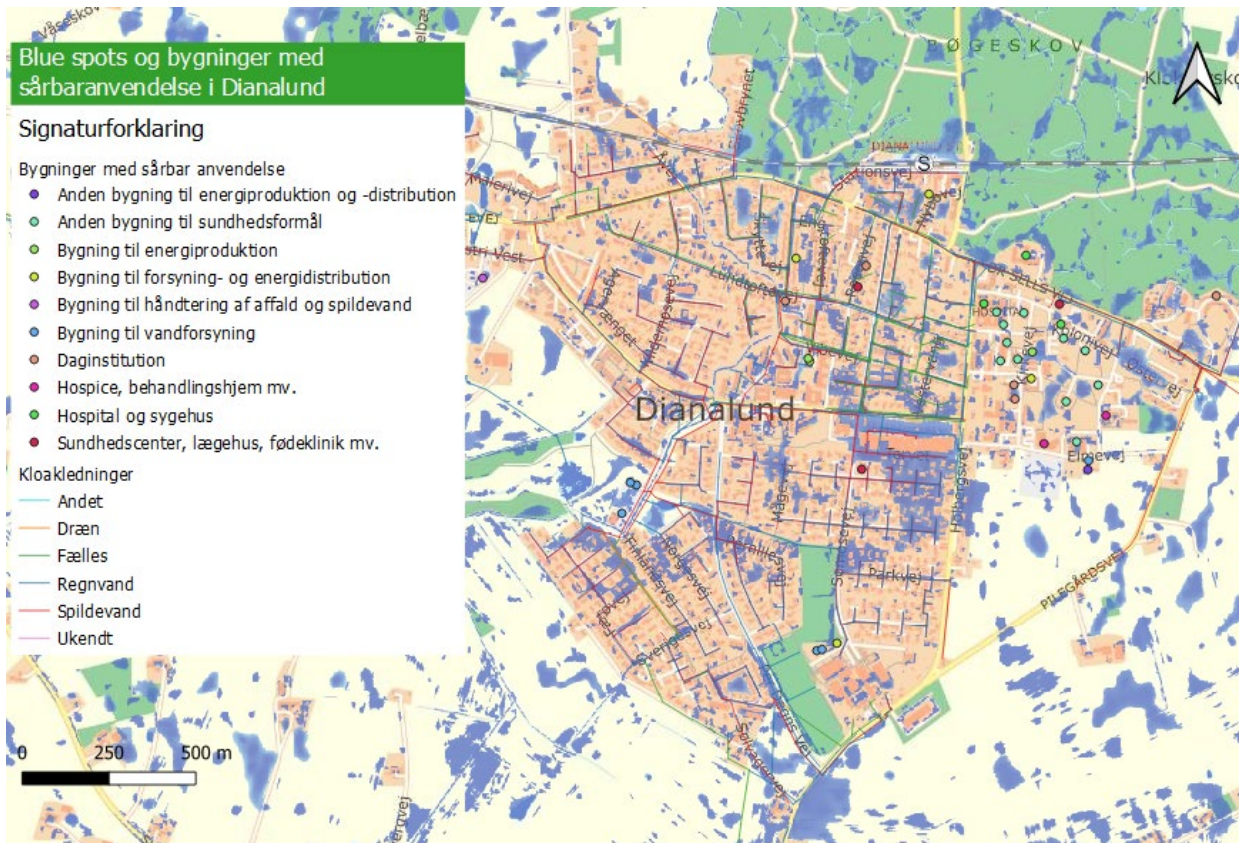 Våseskov
Blue spots og bygninger med
sårbaranvendelse i Dianalund
Signaturforklaring
Bygninger med sårbar anvendelse
Anden bygning til energiproduktion og -distribution
Anden bygning til sundhedsformål
Bygning til energiproduktion
Bygning til forsyning- og energidistribution
Bygning til håndtering af affald og spildevand
Bygning til vandforsyning
Daginstitution
Hospice, behandlingshjem mv.
Hospital og sygehus
Sundhedscenter, lægehus, fødeklinik mv.
Kloakledninger
Andet
Dræn
Fælles
Regnvand
Spildevand
Ukendt
0 250 500 m
BØGESKOV
S
Dianalund
Elmevej
Parkvej
Holbergsvej
PILEGÅRDSVEJ
Kolonivej